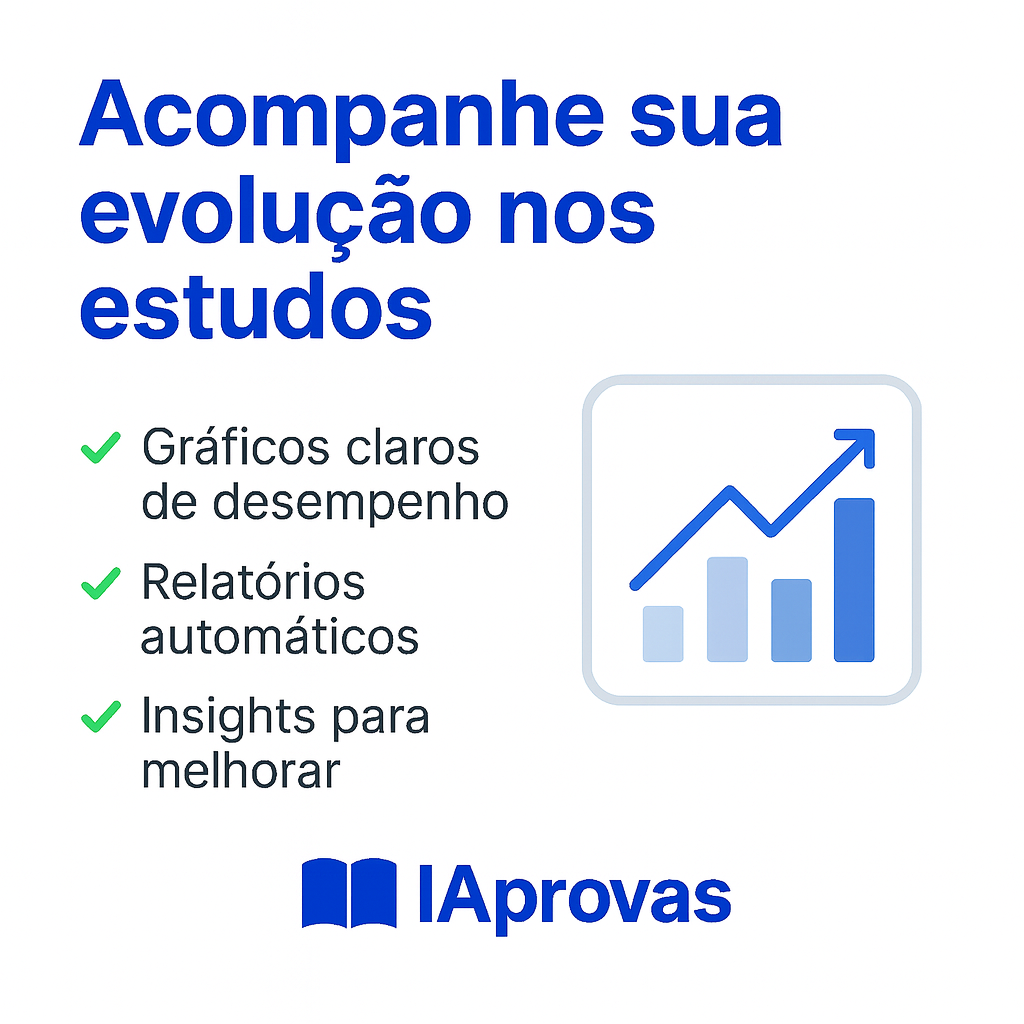 Acompanhe sua
evolução nos
estudos
Gráficos claros
de desempenho
Relatórios
automáticos
Insights para
melhorar
IAprovas